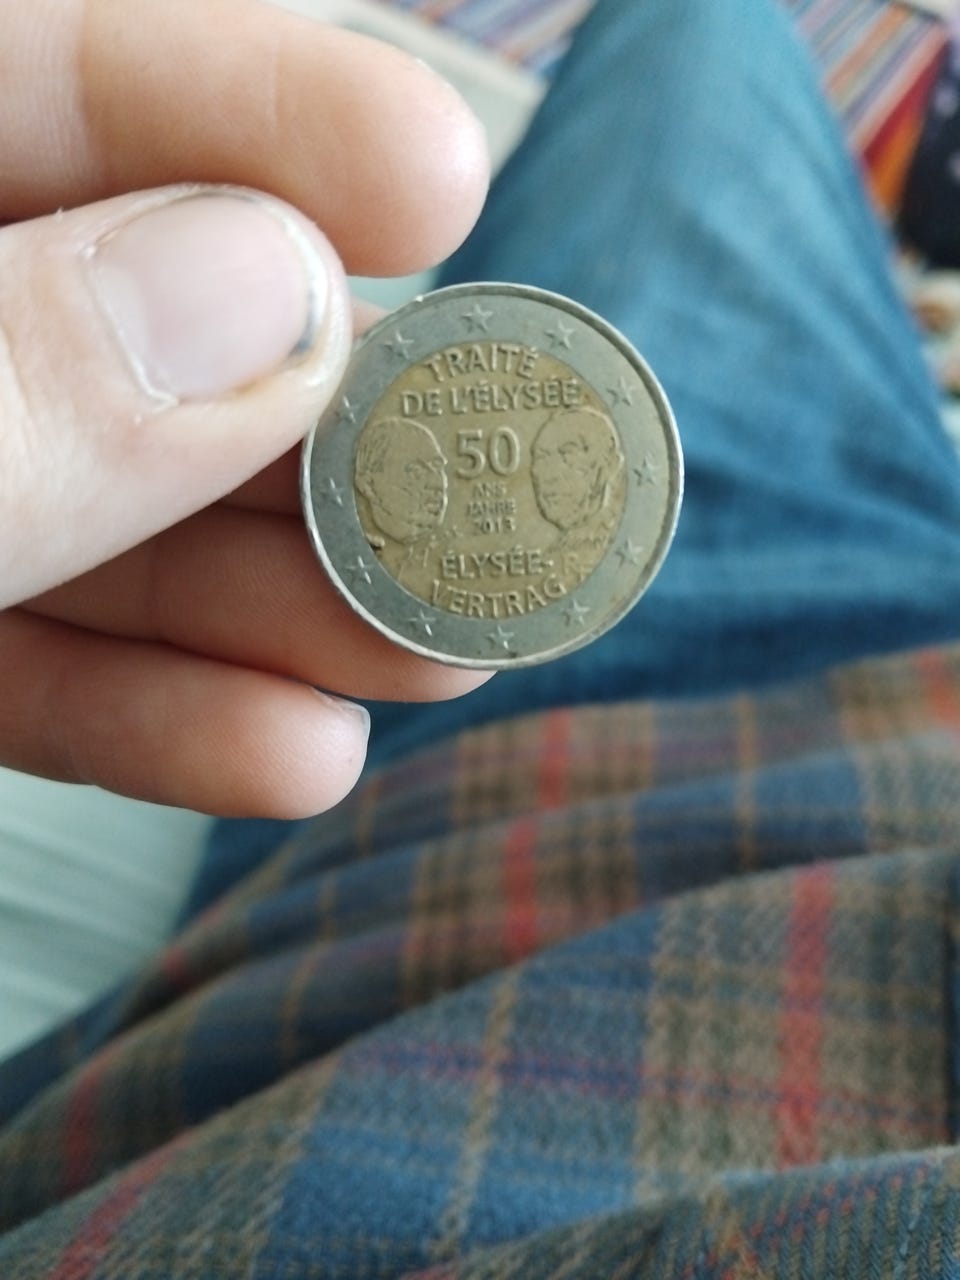 TRAITÉ
DE L'ÉLYSÉE
50
ANS
JAHRE
2013
ÉLYSÉE-
VERTRAG